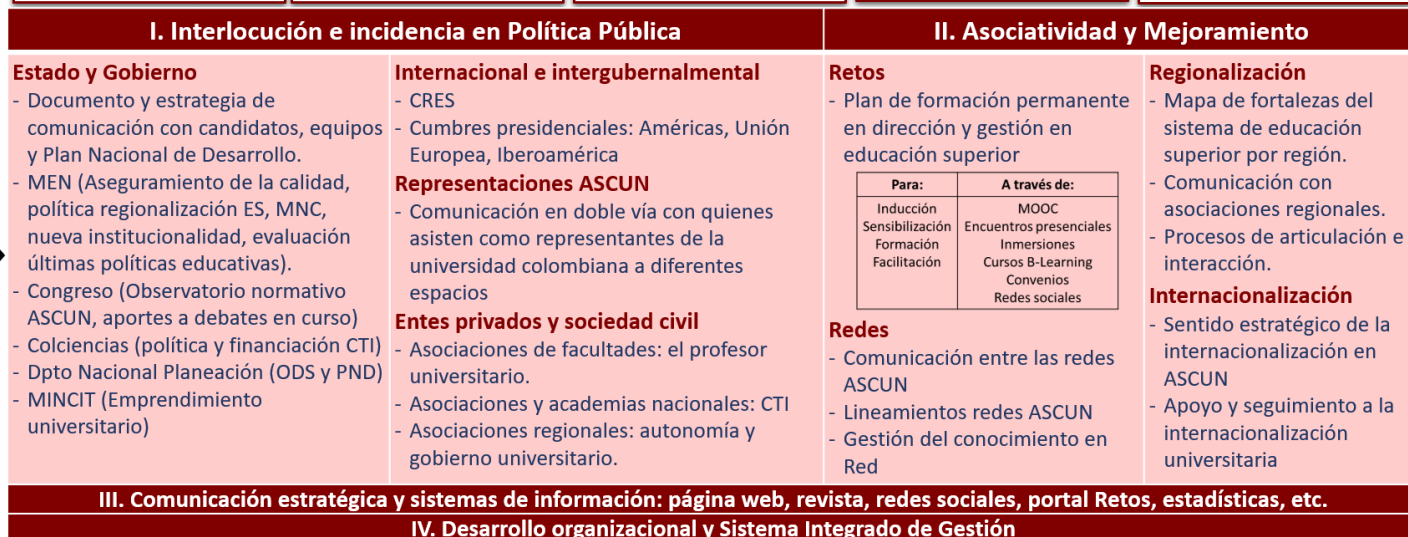 I. Interlocución e incidencia en Política Pública
Estado y Gobierno
- Documento y estrategia de
comunicación con candidatos, equipos
y Plan Nacional de Desarrollo.
- MEN (Aseguramiento de la calidad,
política regionalización ES, MNC,
nueva institucionalidad, evaluación
últimas políticas educativas).
- Congreso (Observatorio normativo
ASCUN, aportes a debates en curso)
- Colciencias (política y financiación CTI)
- Dpto Nacional Planeación (ODS y PND)
- MINCIT (Emprendimiento
universitario)
Internacional e intergubernalmental
- CRES
- Cumbres presidenciales: Américas, Unión
Europea, Iberoamérica
Representaciones ASCUN
- Comunicación en doble vía con quienes
asisten como representantes de la
universidad colombiana a diferentes
espacios
Entes privados y sociedad civil
- Asociaciones de facultades: el profesor
universitario.
- Asociaciones y academias nacionales: CTI
- Asociaciones regionales: autonomía y
gobierno universitario.
II. Asociatividad y Mejoramiento
Retos
- Plan de formación permanente
en dirección y gestión en
educación superior
Para:
Inducción
Sensibilización
Formación
Facilitación
A través de:
MOOC
Encuentros presenciales
Inmersiones
Cursos B-Learning
Convenios
Redes sociales
Redes
- Comunicación entre las redes
ASCUN
- Lineamientos redes ASCUN
- Gestión del conocimiento en
Red
Regionalización
- Mapa de fortalezas del
sistema de educación
superior por región.
- Comunicación con
asociaciones regionales.
- Procesos de articulación e
interacción.
Internacionalización
- Sentido estratégico de la
internacionalización en
ASCUN
- Apoyo y seguimiento a la
internacionalización
universitaria
III. Comunicación estratégica y sistemas de información: página web, revista, redes sociales, portal Retos, estadísticas, etc.
IV. Desarrollo organizacional y Sistema Integrado de Gestión